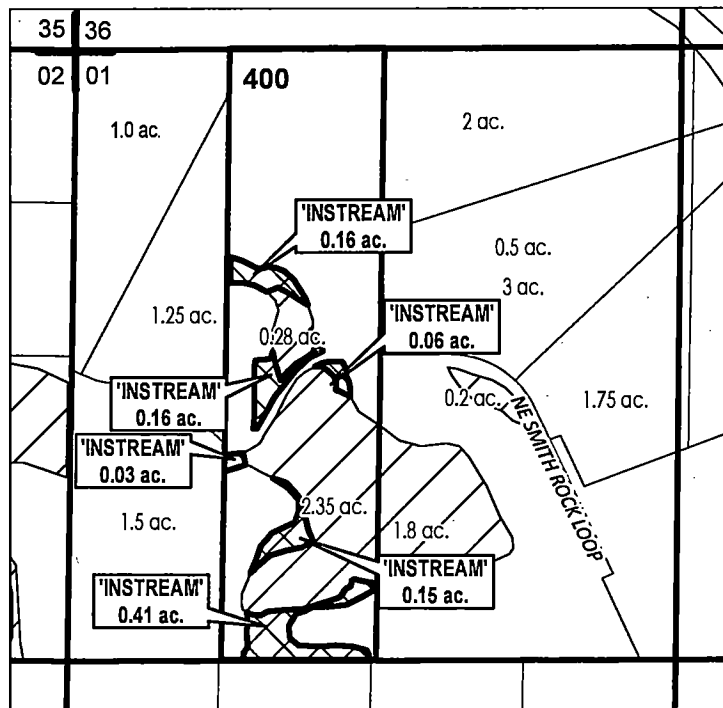 35 36
02 01
400
1.0 ac.
2 ac.
'INSTREAM'
0.16 ac.
0.5 ac.
3 ac.
1.25 ac.
0.28 ac.
'INSTREAM'
0.06 ac.
'INSTREAM'
0.16 ac.
0.2 ac.
1.75 ac.
NE SMITH ROCK LOOP
'INSTREAM'
0.03 ac.
1.5 ac.
2.35 ac.
1.8 ac.
'INSTREAM'
0.15 ac.
'INSTREAM'
0.41 ac.